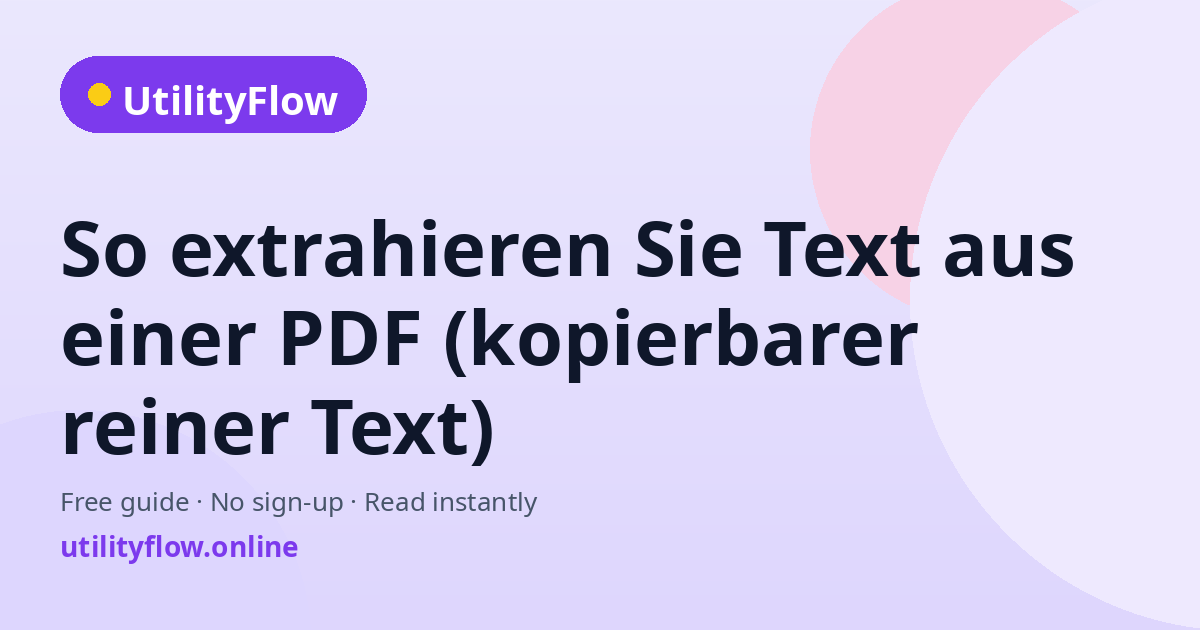 UtilityFlow
So extrahieren Sie Text aus
einer PDF (kopierbarer
reiner Text)
Free guide · No sign-up · Read instantly
utilityflow.online